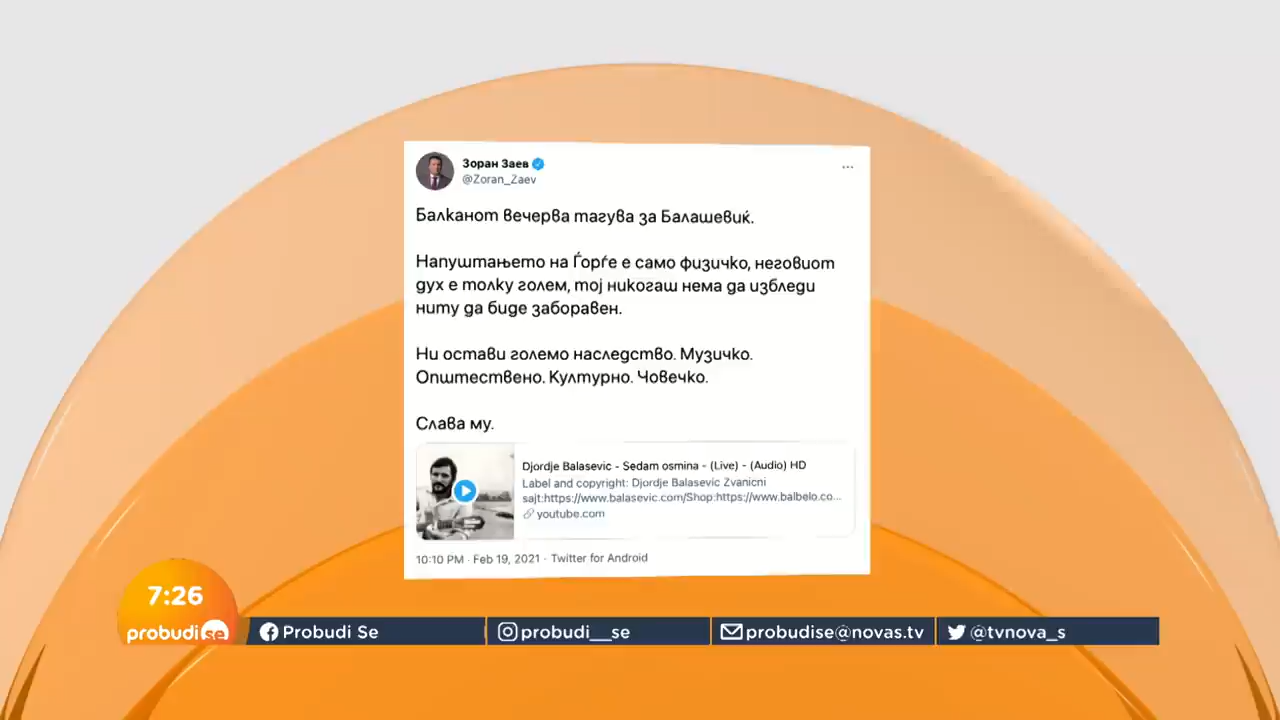 Зоран Заев
@Zoran_Zaev
Балканот вечерва тагува за Балашевиќ.
Напуштањето на Ѓорѓе е само физичко, неговиот
дух е толку голем, тој никогаш нема да избледи
ниту да биде заборавен.
Ни остави големо наследство. Музичко.
Општествено. Културно. Човечко.
Слава му.
Djordje Balasevic - Sedam osmina - (Live) - (Audio) HD
Label and copyright: Djordje Balasevic Zvanicni
sajt:https://www.balasevic.com/Shop:https://www.balbelo.co...
youtube.com
10:10 PM · Feb 19, 2021 · Twitter for Android
7:26
probudi se
Probudi Se
probudi__se
probudise@novas.tv
@tvnova_s